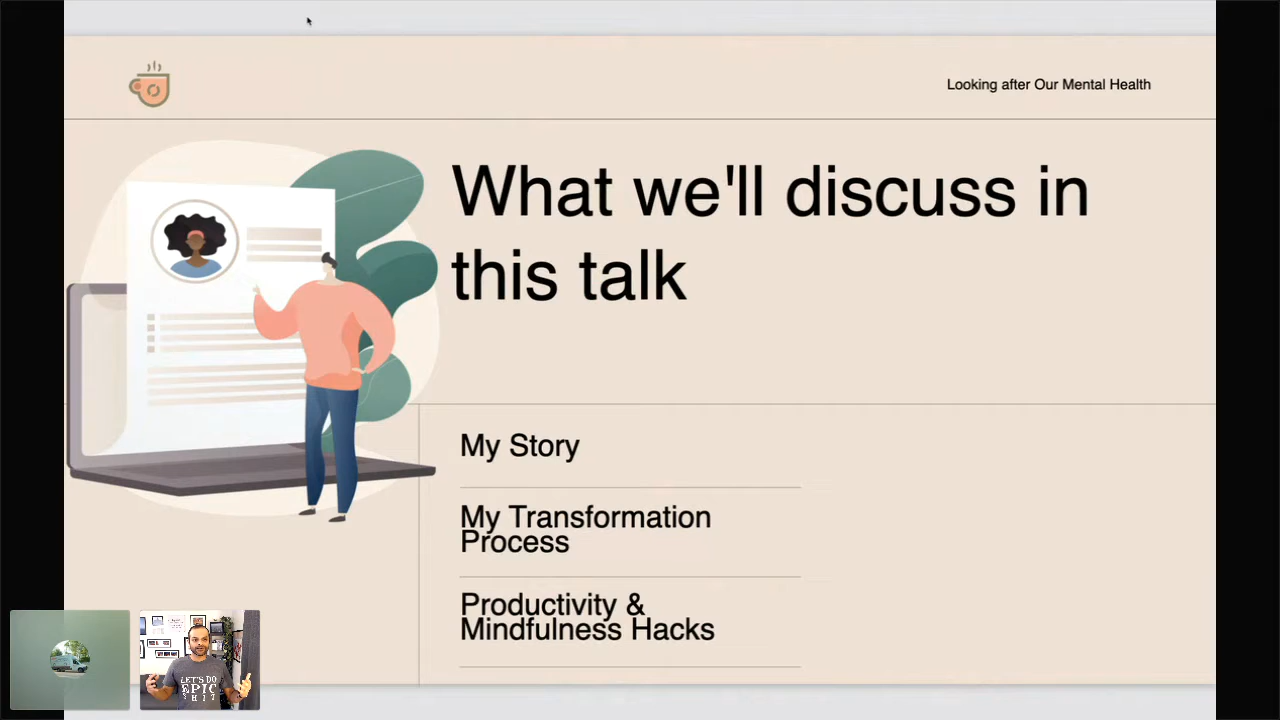 Looking after Our Mental Health
What we'll discuss in
this talk
My Story
My Transformation
Process
Productivity &
Mindfulness Hacks
LET'S DO
EPIC